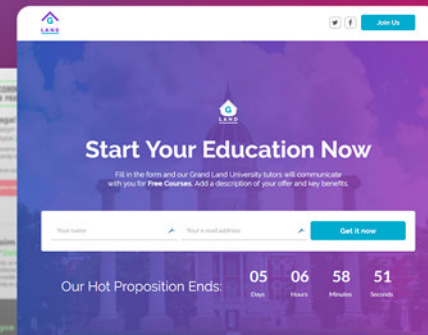 G
LAND
Join Us
G
LAND
Start Your Education Now
Fill in the form and our Grand Land University tutors will communicate
with you for Free Courses. Add a description of your offer and key benefits.
Your name
Your e-mail address
Get it now
Our Hot Proposition Ends:
05 06 58 51
Days Hours Minutes Seconds